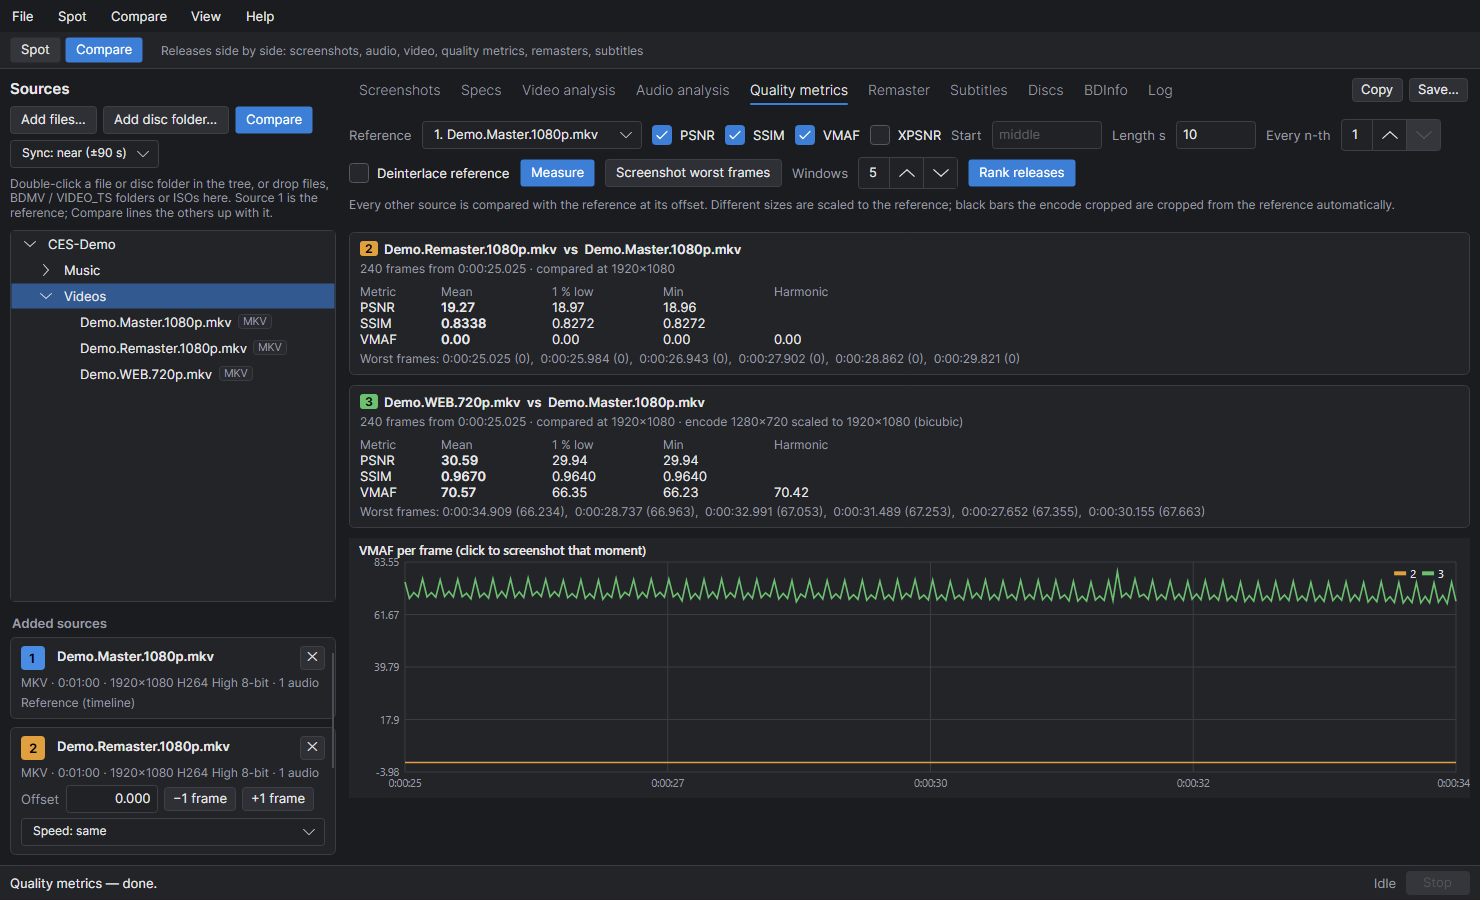 File Spot Compare View Help
Spot Compare Releases side by side: screenshots, audio, video, quality metrics, remasters, subtitles
Sources
Add files... Add disc folder... Compare
Sync: near (±90 s)
Double-click a file or disc folder in the tree, or drop files,
BDMV / VIDEO_TS folders or ISOs here. Source 1 is the
reference; Compare lines the others up with it.
CES-Demo
Music
Videos
Demo.Master.1080p.mkv MKV
Demo.Remaster.1080p.mkv MKV
Demo.WEB.720p.mkv MKV
Added sources
1 Demo.Master.1080p.mkv
MKV · 0:01:00 · 1920×1080 H264 High 8-bit · 1 audio
Reference (timeline)
2 Demo.Remaster.1080p.mkv
MKV · 0:01:00 · 1920×1080 H264 High 8-bit · 1 audio
Offset 0.000 −1 frame +1 frame
Speed: same
Screenshots Specs Video analysis Audio analysis Quality metrics Remaster Subtitles Discs BDInfo Log Copy Save...
Reference 1. Demo.Master.1080p.mkv PSNR SSIM VMAF XPSNR Start middle Length s 10 Every n-th 1
Deinterlace reference Measure Screenshot worst frames Windows 5 Rank releases
Every other source is compared with the reference at its offset. Different sizes are scaled to the reference; black bars the encode cropped are cropped from the reference automatically.
2 Demo.Remaster.1080p.mkv vs Demo.Master.1080p.mkv
240 frames from 0:00:25.025 · compared at 1920×1080
Metric Mean 1 % low Min Harmonic
PSNR 19.27 18.97 18.96
SSIM 0.8338 0.8272 0.8272
VMAF 0.00 0.00 0.00 0.00
Worst frames: 0:00:25.025 (0), 0:00:25.984 (0), 0:00:26.943 (0), 0:00:27.902 (0), 0:00:28.862 (0), 0:00:29.821 (0)
3 Demo.WEB.720p.mkv vs Demo.Master.1080p.mkv
240 frames from 0:00:25.025 · compared at 1920×1080 · encode 1280×720 scaled to 1920×1080 (bicubic)
Metric Mean 1 % low Min Harmonic
PSNR 30.59 29.94 29.94
SSIM 0.9670 0.9640 0.9640
VMAF 70.57 66.35 66.23 70.42
Worst frames: 0:00:34.909 (66.234), 0:00:28.737 (66.963), 0:00:32.991 (67.053), 0:00:31.489 (67.253), 0:00:27.652 (67.355), 0:00:30.155 (67.663)
VMAF per frame (click to screenshot that moment)
83.55
2 3
61.67
39.79
17.9
-3.98
0:00:25 0:00:27 0:00:30 0:00:32 0:00:34
Quality metrics — done. Idle Stop